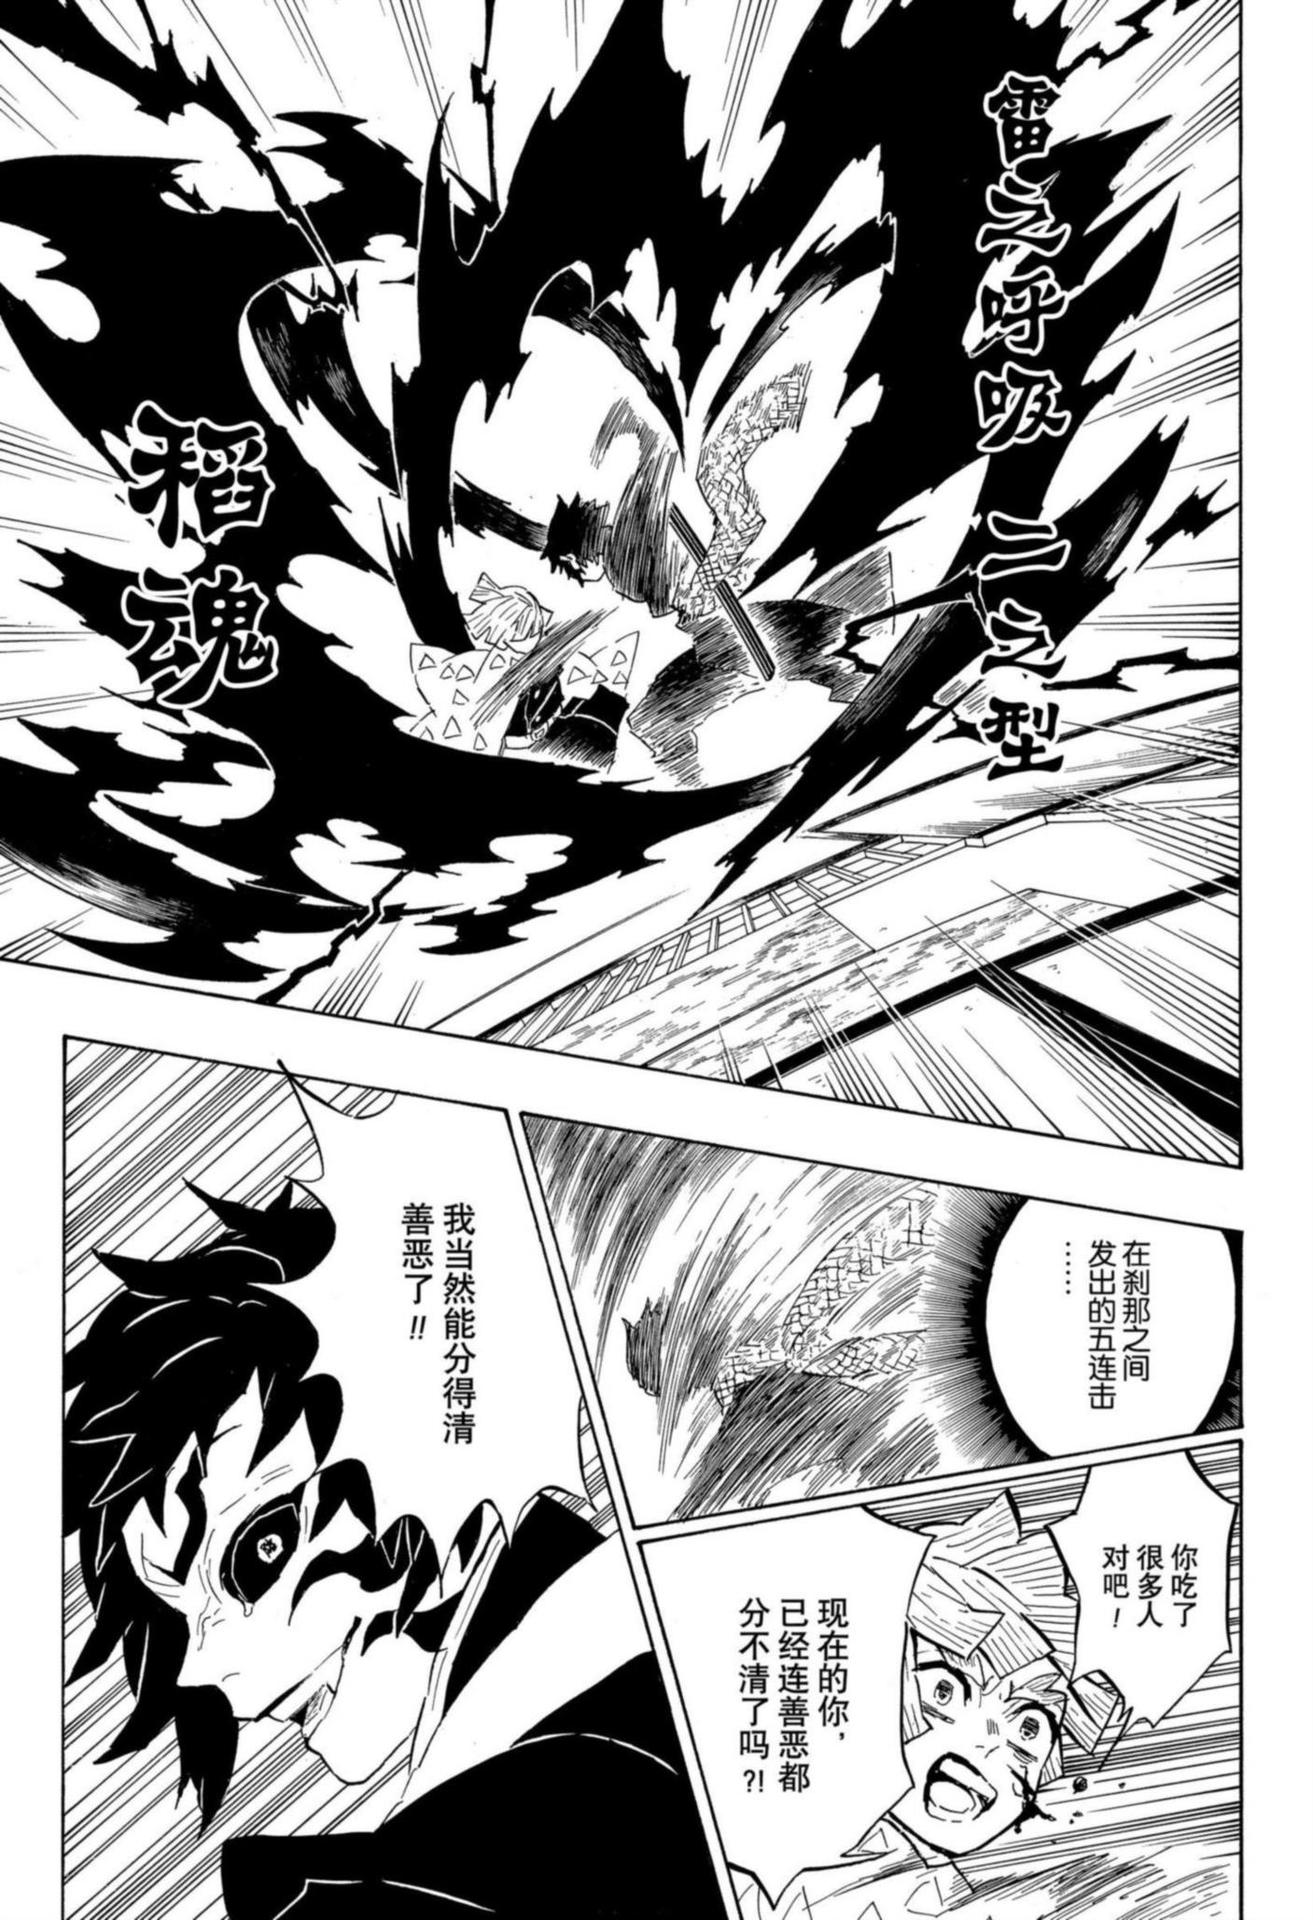 雷之呼吸 二之型
稻魂
在刹那之间
发出的五连击
……
你吃了
很多人
对吧！
现在的你，
已经连善恶都
分不清了吗?!
我当然能分得清
善恶了!!